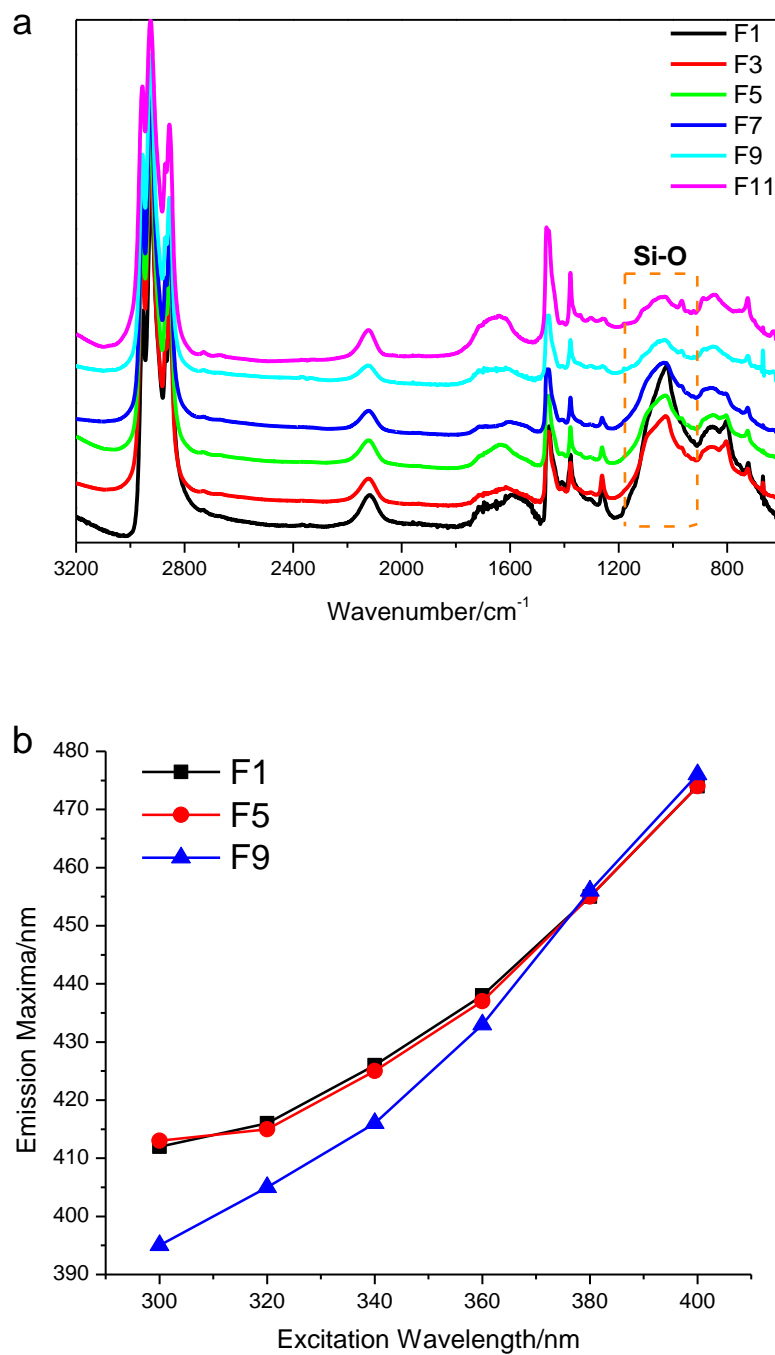 a
F1
F3
F5
F7
F9
F11
Si-O
3200 2800 2400 2000 1600 1200 800
Wavenumber/cm⁻¹
b
480
470
460
450
440
430
420
410
400
390
F1
F5
F9
Emission Maxima/nm
300 320 340 360 380 400
Excitation Wavelength/nm